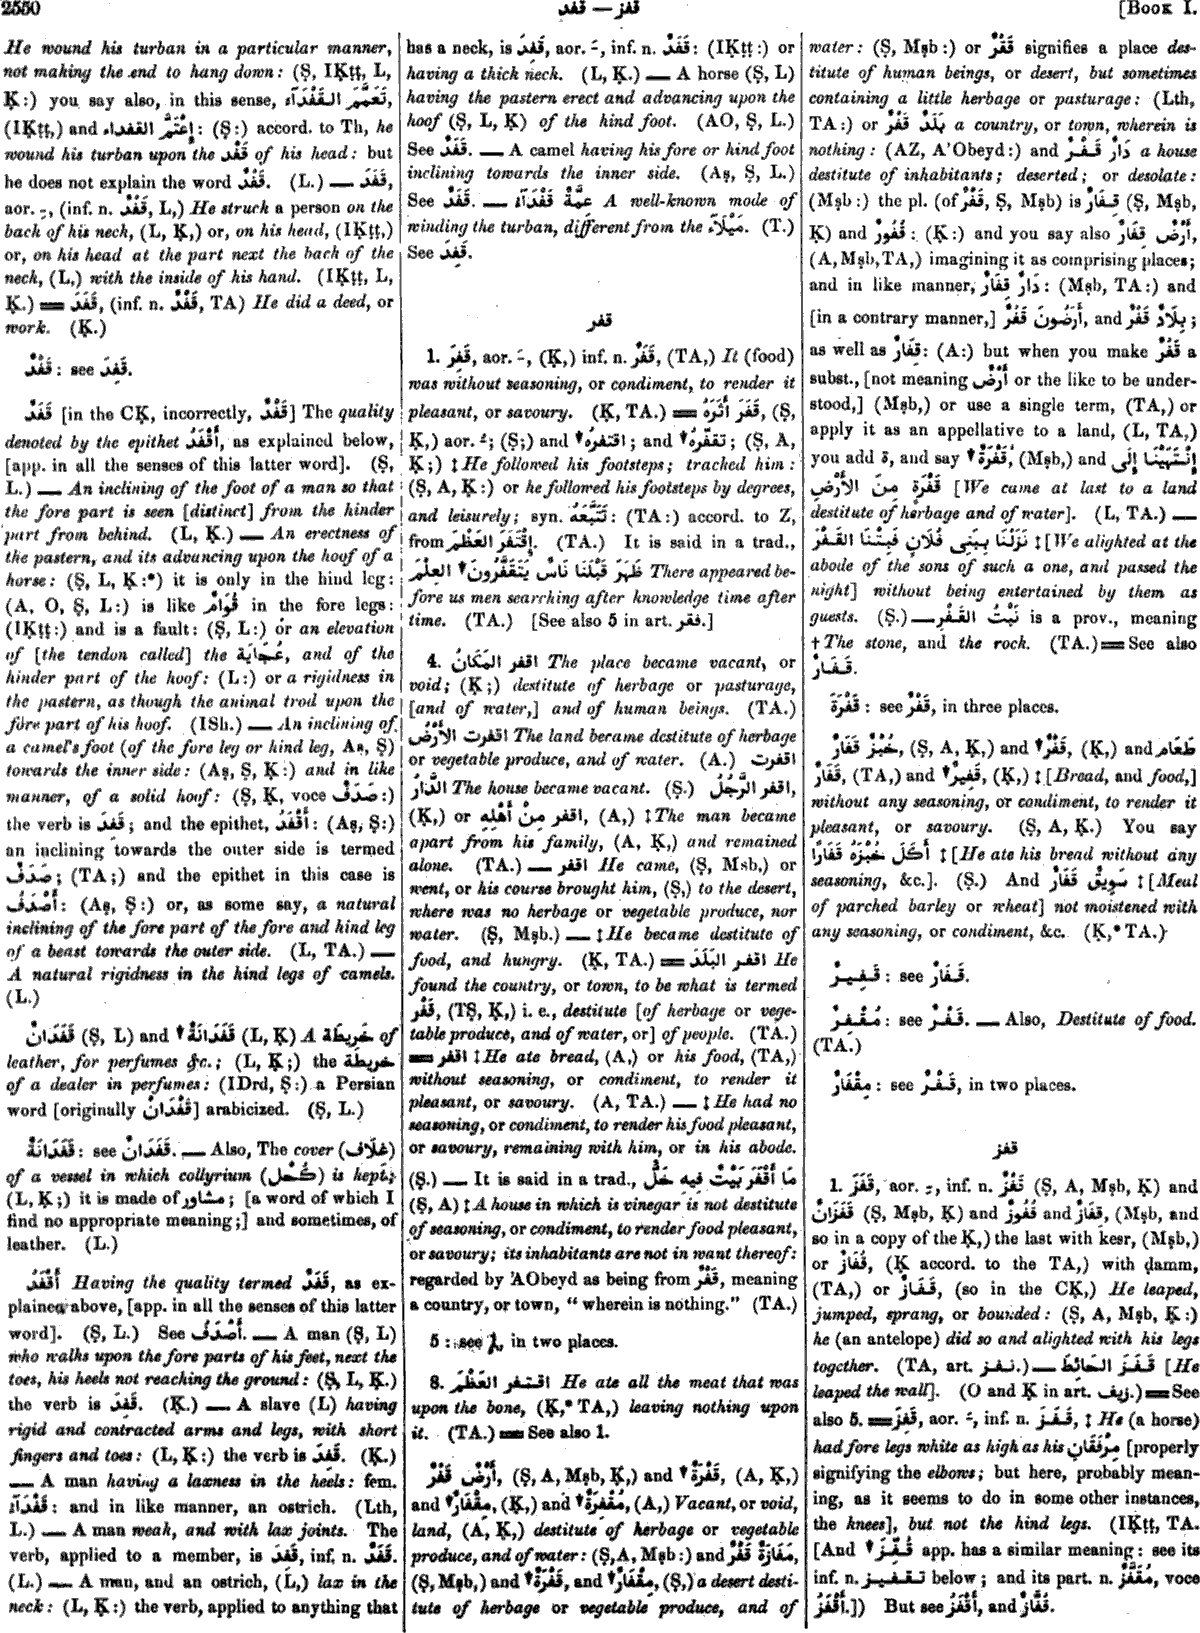 2550
قفز — قفد
[BOOK I.
He wound his turban in a particular manner,
not making the end to hang down: (Ṣ, IḲṭṭ, L,
Ḳ:) you say also, in this sense, تَعَمَّمَ القَفْدَآءَ,
(IḲṭṭ,) and إِعْتَمَّ القفداء: (Ṣ:) accord. to Th, he
wound his turban upon the قَفْد of his head: but
he does not explain the word قَفْدٌ. (L.) — قَفَدَ,
aor. ـِ, (inf. n. قَفْدٌ, L,) He struck a person on the
back of his neck, (L, Ḳ,) or, on his head, (IḲṭṭ,)
or, on his head at the part next the back of the
neck, (L,) with the inside of his hand. (IḲṭṭ, L,
Ḳ.) = قَفَدَ, (inf. n. قَفْدٌ, TA) He did a deed, or
work. (Ḳ.)
قَفْدٌ: see قَفِدَ.
قَفَدٌ [in the CḲ, incorrectly, قَفْدٌ] The quality
denoted by the epithet أَقْفَدُ, as explained below,
[app. in all the senses of this latter word]. (Ṣ,
L.) — An inclining of the foot of a man so that
the fore part is seen [distinct] from the hinder
part from behind. (L, Ḳ.) — An erectness of
the pastern, and its advancing upon the hoof of a
horse: (Ṣ, L, Ḳ:*) it is only in the hind leg:
(A, O, Ṣ, L:) is like قُوَامٌ in the fore legs:
(IḲṭṭ:) and is a fault: (Ṣ, L:) or an elevation
of [the tendon called] the عُجَايَة, and of the
hinder part of the hoof: (L:) or a rigidness in
the pastern, as though the animal trod upon the
fore part of his hoof. (ISh.) — An inclining of
a camel's foot (of the fore leg or hind leg, Aṣ, Ṣ)
towards the inner side: (Aṣ, Ṣ, Ḳ:) and in like
manner, of a solid hoof: (Ṣ, Ḳ, voce صَدَفٌ:)
the verb is قَفِدَ; and the epithet, أَقْفَدُ: (Aṣ, Ṣ:)
an inclining towards the outer side is termed
صَدَفٌ; (TA;) and the epithet in this case is
أَصْدَفُ: (Aṣ, Ṣ:) or, as some say, a natural
inclining of the fore part of the fore and hind leg
of a beast towards the outer side. (L, TA.) —
A natural rigidness in the hind legs of camels.
(L.)
قَفَدَانٌ (Ṣ, L) and ▾ قَفَدَانَةٌ (L, Ḳ) A خَرِيطَة of
leather, for perfumes &c.; (L, Ḳ;) the خريطة
of a dealer in perfumes: (IDrd, Ṣ:) a Persian
word [originally قَفْدَانْ] arabicized. (Ṣ, L.)
قَفَدَانَةٌ: see قَفَدَانٌ. — Also, The cover (غِلَاف)
of a vessel in which collyrium (كُحْل) is kept;
(L, Ḳ;) it is made of مشاوز; [a word of which I
find no appropriate meaning;] and sometimes, of
leather. (L.)
أَقْفَدُ Having the quality termed قَفَدٌ, as ex-
plained above, [app. in all the senses of this latter
word]. (Ṣ, L.) See أَصْدَفُ. — A man (Ṣ, L)
who walks upon the fore parts of his feet, next the
toes, his heels not reaching the ground: (Ṣ, L, Ḳ.)
the verb is قَفِدَ. (Ḳ.) — A slave (L) having
rigid and contracted arms and legs, with short
fingers and toes: (L, Ḳ:) the verb is قَفِدَ. (Ḳ.)
— A man having a laxness in the heels: fem.
قَفْدَآءُ: and in like manner, an ostrich. (Lth,
L.) — A man weak, and with lax joints. The
verb, applied to a member, is قَفِدَ, inf. n. قَفَدٌ.
(L.) — A man, and an ostrich, (L,) lax in the
neck: (L, Ḳ:) the verb, applied to anything that
has a neck, is قَفِدَ, aor. ـَ, inf. n. قَفَدٌ: (IḲṭṭ:) or
having a thick neck. (L, Ḳ.) — A horse (Ṣ, L)
having the pastern erect and advancing upon the
hoof (Ṣ, L, Ḳ) of the hind foot. (AO, Ṣ, L.)
See قَفِدَ. — A camel having his fore or hind foot
inclining towards the inner side. (Aṣ, Ṣ, L.)
See قَفِدَ. — عِمَّةٌ قَفْدَآءُ A well-known mode of
winding the turban, different from the مَيْلَآء. (T.)
See قَفَدَ.
قفر
1. قَفِرَ, aor. ـَ, (Ḳ,) inf. n. قَفَرٌ, (TA,) It (food)
was without seasoning, or condiment, to render it
pleasant, or savoury. (Ḳ, TA.) = قَفَرَ أَثَرَهُ, (Ṣ,
Ḳ,) aor. ـُ; (Ṣ;) and ▾ اقتفرهُ; and ▾ تقفّرهُ; (Ṣ, A,
Ḳ;) ‡ He followed his footsteps; tracked him:
(Ṣ, A, Ḳ:) or he followed his footsteps by degrees,
and leisurely; syn. تَتَبَّعَهُ: (TA:) accord. to Z,
from إِقْتَفَرَ العَظْمَ. (TA.) It is said in a trad.,
ظَهَرَ قَبْلَنَا نَاسٌ يَتَقَفَّرُونَ ▾ العِلْمَ There appeared be-
fore us men searching after knowledge time after
time. (TA.) [See also 5 in art. فقر.]
4. اقفر المَكَانُ The place became vacant, or
void; (Ḳ;) destitute of herbage or pasturage,
[and of water,] and of human beings. (TA.)
اقفرت الأَرْضُ The land became destitute of herbage
or vegetable produce, and of water. (A.) اقفرت
الدَّارُ The house became vacant. (Ṣ.) اقفر الرَّجُلُ,
(Ḳ,) or اقفر مِنْ أَهْلِهِ, (A,) ‡ The man became
apart from his family, (A, Ḳ,) and remained
alone. (TA.) — اقفر He came, (Ṣ, Mṣb,) or
went, or his course brought him, (Ṣ,) to the desert,
where was no herbage or vegetable produce, nor
water. (Ṣ, Mṣb.) — ‡ He became destitute of
food, and hungry. (Ḳ, TA.) = اقفر البَلَدَ He
found the country, or town, to be what is termed
قَفْر, (TṢ, Ḳ,) i. e., destitute [of herbage or vege-
table produce, and of water, or] of people. (TA.)
= اقفر ‡ He ate bread, (A,) or his food, (TA,)
without seasoning, or condiment, to render it
pleasant, or savoury. (A, TA.) — ‡ He had no
seasoning, or condiment, to render his food pleasant,
or savoury, remaining with him, or in his abode.
(Ṣ.) — It is said in a trad., مَا أَقْفَرَ بَيْتٌ فِيهِ خَلٌّ
(Ṣ, A) ‡ A house in which is vinegar is not destitute
of seasoning, or condiment, to render food pleasant,
or savoury; its inhabitants are not in want thereof:
regarded by 'AObeyd as being from قَفْرٌ, meaning
a country, or town, “ wherein is nothing.” (TA.)
5: see 1, in two places.
8. اقتفر العَظْمَ He ate all the meat that was
upon the bone, (Ḳ,* TA,) leaving nothing upon
it. (TA.) = See also 1.
أَرْضٌ قَفْرٌ, (Ṣ, A, Mṣb, Ḳ,) and ▾ قَفْرَةٌ, (A, Ḳ,)
and ▾ مِقْفَارٌ, (Ḳ,) and ▾ مُقْفِرَةٌ, (A,) Vacant, or void,
land, (A, Ḳ,) destitute of herbage or vegetable
produce, and of water: (Ṣ, A, Mṣb:) and مَفَازَةٌ قَفْرٌ,
(Ṣ, Mṣb,) and ▾ قَفْرَةٌ, and ▾ مِقْفَارٌ, (Ṣ,) a desert desti-
tute of herbage or vegetable produce, and of
water: (Ṣ, Mṣb:) or قَفْرٌ signifies a place des-
titute of human beings, or desert, but sometimes
containing a little herbage or pasturage: (Lth,
TA:) or بَلَدٌ قَفْرٌ a country, or town, wherein is
nothing: (AZ, A'Obeyd:) and دَارٌ قَفْرٌ a house
destitute of inhabitants; deserted; or desolate:
(Mṣb:) the pl. (of قَفْرٌ, Ṣ, Mṣb) is قِفَارٌ (Ṣ, Mṣb,
Ḳ) and قُفُورٌ: (Ḳ:) and you say also أَرْضٌ قِفَارٌ,
(A, Mṣb, TA,) imagining it as comprising places;
and in like manner, دَارٌ قِفَارٌ: (Mṣb, TA:) and
[in a contrary manner,] أَرَضُونَ قَفْرٌ, and بِلَادٌ قَفْرٌ;
as well as قِفَارٌ: (A:) but when you make قَفْرٌ a
subst., [not meaning أَرْضٌ or the like to be under-
stood,] (Mṣb,) or use a single term, (TA,) or
apply it as an appellative to a land, (L, TA,)
you add ة, and say ▾ قَفْرَةٌ, (Mṣb,) and إِنْتَهَيْنَا إِلَى
قَفْرَةٍ مِنَ الأَرْضِ [We came at last to a land
destitute of herbage and of water]. (L, TA.) —
نَزَلْنَا بِبَنِى فُلَانٍ فَبِتْنَا القَفْرَ ‡ [We alighted at the
abode of the sons of such a one, and passed the
night] without being entertained by them as
guests. (Ṣ.) — نَبْتُ القَفْرِ is a prov., meaning
† The stone, and the rock. (TA.) = See also
قَفَارٌ.
قَفْرَةٌ: see قَفْرٌ, in three places.
خُبْزٌ قَفَارٌ, (Ṣ, A, Ḳ,) and ▾ قَفْرٌ, (Ḳ,) and طَعَام
قَفَارٌ, (TA,) and ▾ قَفِيرٌ, (Ḳ,) ‡ [Bread, and food,]
without any seasoning, or condiment, to render it
pleasant, or savoury. (Ṣ, A, Ḳ.) You say
أَكَلَ خُبْزَهُ قَفَارًا ‡ [He ate his bread without any
seasoning, &c.]. (Ṣ.) And سَوِيقٌ قَفَارٌ ‡ [Meal
of parched barley or wheat] not moistened with
any seasoning, or condiment, &c. (Ḳ,* TA.)
قَفِيرٌ: see قَفَارٌ.
مُقْفِرٌ: see قَفْرٌ. — Also, Destitute of food.
(TA.)
مِقْفَارٌ: see قَفْرٌ, in two places.
قفز
1. قَفَزَ, aor. ـِ, inf. n. قَفْزٌ (Ṣ, A, Mṣb, Ḳ) and
قَفَزَانٌ (Ṣ, Mṣb, Ḳ) and قُفُوزٌ and قِفَازٌ, (Mṣb, and
so in a copy of the Ḳ,) the last with kesr, (Mṣb,)
or قُفَازٌ, (Ḳ accord. to the TA,) with ḍamm,
(TA,) or قَفَازٌ, (so in the CḲ,) He leaped,
jumped, sprang, or bounded: (Ṣ, A, Mṣb, Ḳ:)
he (an antelope) did so and alighted with his legs
together. (TA, art. نفز.) — قَفَزَ الحَائِطَ [He
leaped the wall]. (O and Ḳ in art. زيف.) = See
also 5. = قَفِزَ, aor. ـَ, inf. n. قَفَزٌ, ‡ He (a horse)
had fore legs white as high as his مِرْفَقَانِ [properly
signifying the elbows; but here, probably mean-
ing, as it seems to do in some other instances,
the knees], but not the hind legs. (IḲṭṭ, TA.
[And ▾ قُفِّزَ app. has a similar meaning: see its
inf. n. تقفيز below; and its part. n. مُقَفَّزٌ, voce
أَقْفَزُ.]) But see أَقْفَزُ, and قُفَّازٌ.